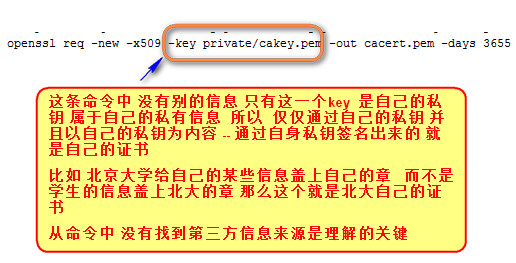 openssl req -new -x509 -key private/cakey.pem -out cacert.pem -days 3655
这条命令中 没有别的信息 只有这一个key 是自己的私
钥 属于自己的私有信息 所以 仅仅通过自己的私钥 并
且以自己的私钥为内容 -- 通过自身私钥签名出来的 就
是自己的证书
比如 北京大学给自己的某些信息盖上自己的章 而不是
学生的信息盖上北大的章 那么这个就是北大自己的证
书
从命令中 没有找到第三方信息来源是理解的关键